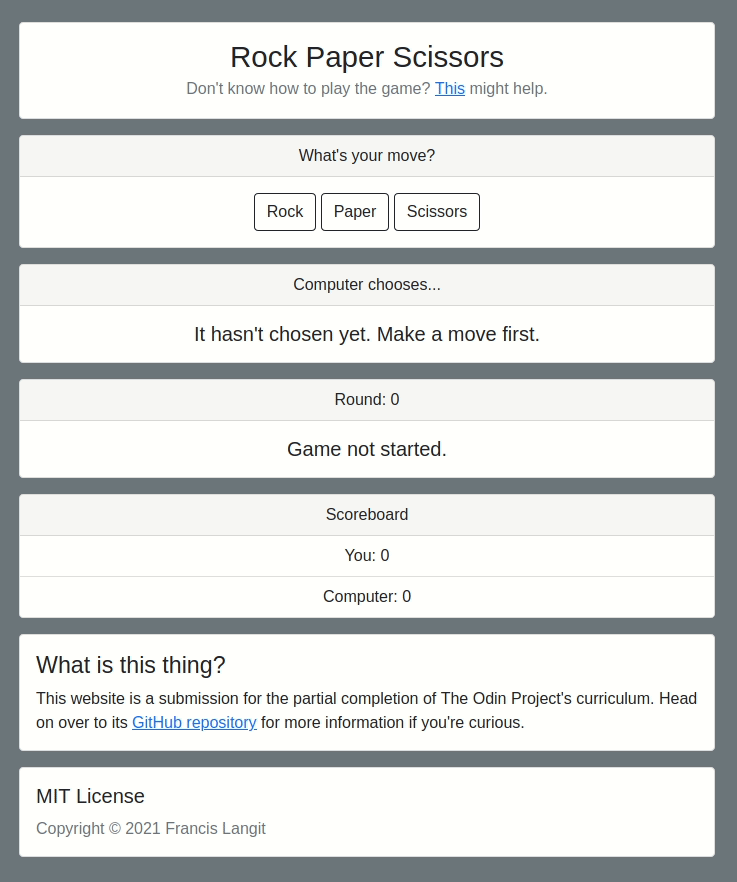 Rock Paper Scissors
Don't know how to play the game? This might help.
What's your move?
Rock Paper Scissors
Computer chooses...
It hasn't chosen yet. Make a move first.
Round: 0
Game not started.
Scoreboard
You: 0
Computer: 0
What is this thing?
This website is a submission for the partial completion of The Odin Project's curriculum. Head
on over to its GitHub repository for more information if you're curious.
MIT License
Copyright © 2021 Francis Langit